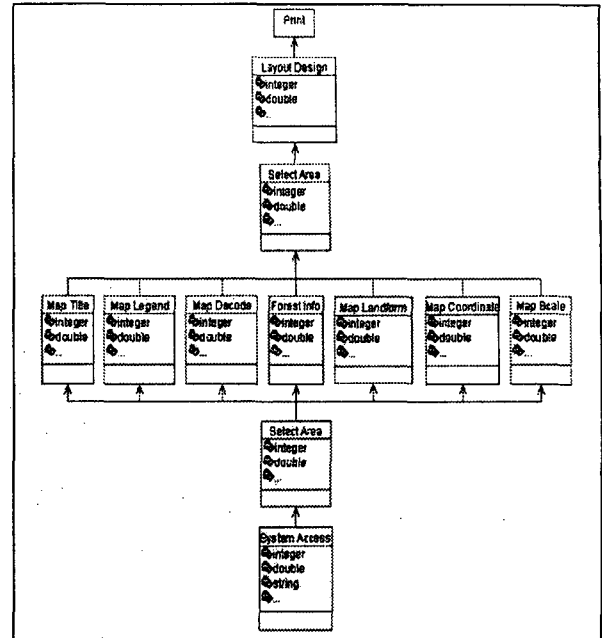 Print
Layout Design
integer
double
...
Select Area
integer
double
...
Map Title
integer
double
...
Map Legend
integer
double
...
Map Decode
integer
double
...
Forest Info
integer
double
...
Map Landform
integer
double
...
Map Coordinate
integer
double
...
Map Scale
integer
double
...
Select Area
integer
double
...
System Access
integer
double
string
...